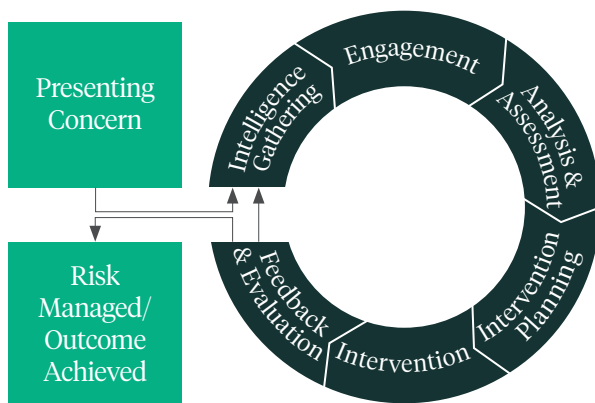 Presenting
Concern
Intelligence
Gathering
Engagement
Analysis &
Assessment
Intervention
Planning
Intervention
Feedback
& Evaluation
Risk
Managed/
Outcome
Achieved